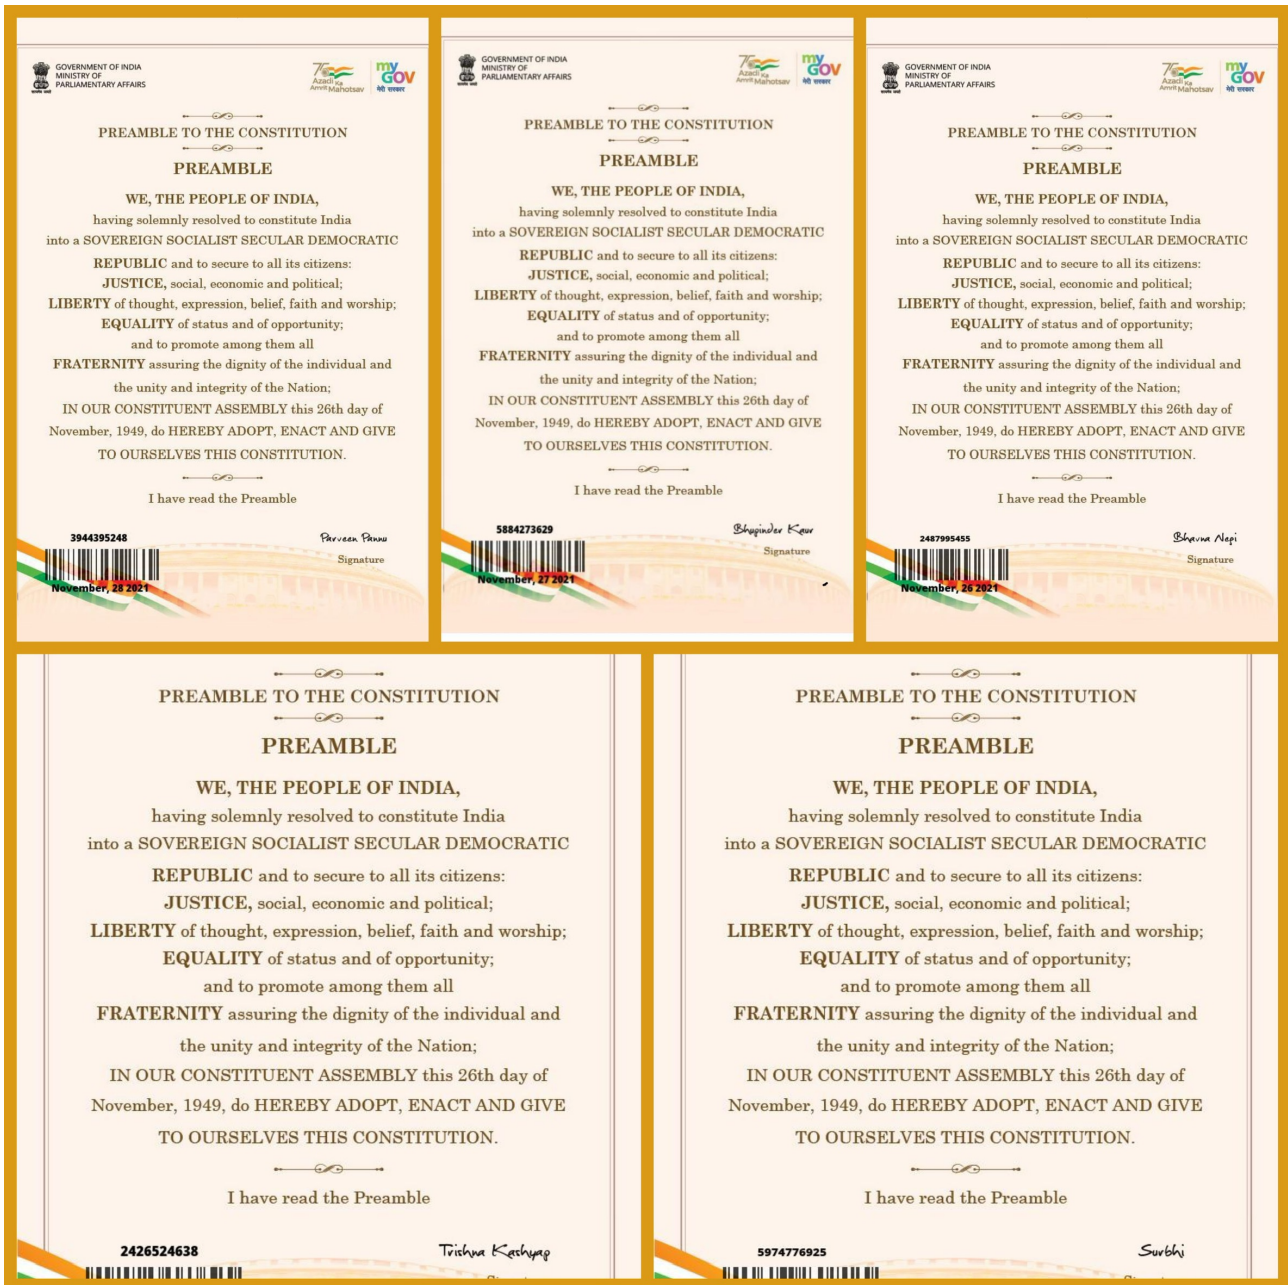 GOVERNMENT OF INDIA
MINISTRY OF
PARLIAMENTARY AFFAIRS
Azadi Ka
Amrit Mahotsav
my
GOV
मेरी सरकार
PREAMBLE TO THE CONSTITUTION
PREAMBLE
WE, THE PEOPLE OF INDIA,
having solemnly resolved to constitute India
into a SOVEREIGN SOCIALIST SECULAR DEMOCRATIC
REPUBLIC and to secure to all its citizens:
JUSTICE, social, economic and political;
LIBERTY of thought, expression, belief, faith and worship;
EQUALITY of status and of opportunity;
and to promote among them all
FRATERNITY assuring the dignity of the individual and
the unity and integrity of the Nation;
IN OUR CONSTITUENT ASSEMBLY this 26th day of
November, 1949, do HEREBY ADOPT, ENACT AND GIVE
TO OURSELVES THIS CONSTITUTION.
I have read the Preamble
3944395248
Parveen Pannu
Signature
November, 28 2021
GOVERNMENT OF INDIA
MINISTRY OF
PARLIAMENTARY AFFAIRS
Azadi Ka
Amrit Mahotsav
my
GOV
मेरी सरकार
PREAMBLE TO THE CONSTITUTION
PREAMBLE
WE, THE PEOPLE OF INDIA,
having solemnly resolved to constitute India
into a SOVEREIGN SOCIALIST SECULAR DEMOCRATIC
REPUBLIC and to secure to all its citizens:
JUSTICE, social, economic and political;
LIBERTY of thought, expression, belief, faith and worship;
EQUALITY of status and of opportunity;
and to promote among them all
FRATERNITY assuring the dignity of the individual and
the unity and integrity of the Nation;
IN OUR CONSTITUENT ASSEMBLY this 26th day of
November, 1949, do HEREBY ADOPT, ENACT AND GIVE
TO OURSELVES THIS CONSTITUTION.
I have read the Preamble
5884273629
Bhupinder Kaur
Signature
November, 27 2021
GOVERNMENT OF INDIA
MINISTRY OF
PARLIAMENTARY AFFAIRS
Azadi Ka
Amrit Mahotsav
my
GOV
मेरी सरकार
PREAMBLE TO THE CONSTITUTION
PREAMBLE
WE, THE PEOPLE OF INDIA,
having solemnly resolved to constitute India
into a SOVEREIGN SOCIALIST SECULAR DEMOCRATIC
REPUBLIC and to secure to all its citizens:
JUSTICE, social, economic and political;
LIBERTY of thought, expression, belief, faith and worship;
EQUALITY of status and of opportunity;
and to promote among them all
FRATERNITY assuring the dignity of the individual and
the unity and integrity of the Nation;
IN OUR CONSTITUENT ASSEMBLY this 26th day of
November, 1949, do HEREBY ADOPT, ENACT AND GIVE
TO OURSELVES THIS CONSTITUTION.
I have read the Preamble
2487995455
Bhavna Negi
Signature
November, 26 2021
PREAMBLE TO THE CONSTITUTION
PREAMBLE
WE, THE PEOPLE OF INDIA,
having solemnly resolved to constitute India
into a SOVEREIGN SOCIALIST SECULAR DEMOCRATIC
REPUBLIC and to secure to all its citizens:
JUSTICE, social, economic and political;
LIBERTY of thought, expression, belief, faith and worship;
EQUALITY of status and of opportunity;
and to promote among them all
FRATERNITY assuring the dignity of the individual and
the unity and integrity of the Nation;
IN OUR CONSTITUENT ASSEMBLY this 26th day of
November, 1949, do HEREBY ADOPT, ENACT AND GIVE
TO OURSELVES THIS CONSTITUTION.
I have read the Preamble
2426524638
Trishna Kashyap
PREAMBLE TO THE CONSTITUTION
PREAMBLE
WE, THE PEOPLE OF INDIA,
having solemnly resolved to constitute India
into a SOVEREIGN SOCIALIST SECULAR DEMOCRATIC
REPUBLIC and to secure to all its citizens:
JUSTICE, social, economic and political;
LIBERTY of thought, expression, belief, faith and worship;
EQUALITY of status and of opportunity;
and to promote among them all
FRATERNITY assuring the dignity of the individual and
the unity and integrity of the Nation;
IN OUR CONSTITUENT ASSEMBLY this 26th day of
November, 1949, do HEREBY ADOPT, ENACT AND GIVE
TO OURSELVES THIS CONSTITUTION.
I have read the Preamble
5974776925
Surbhi